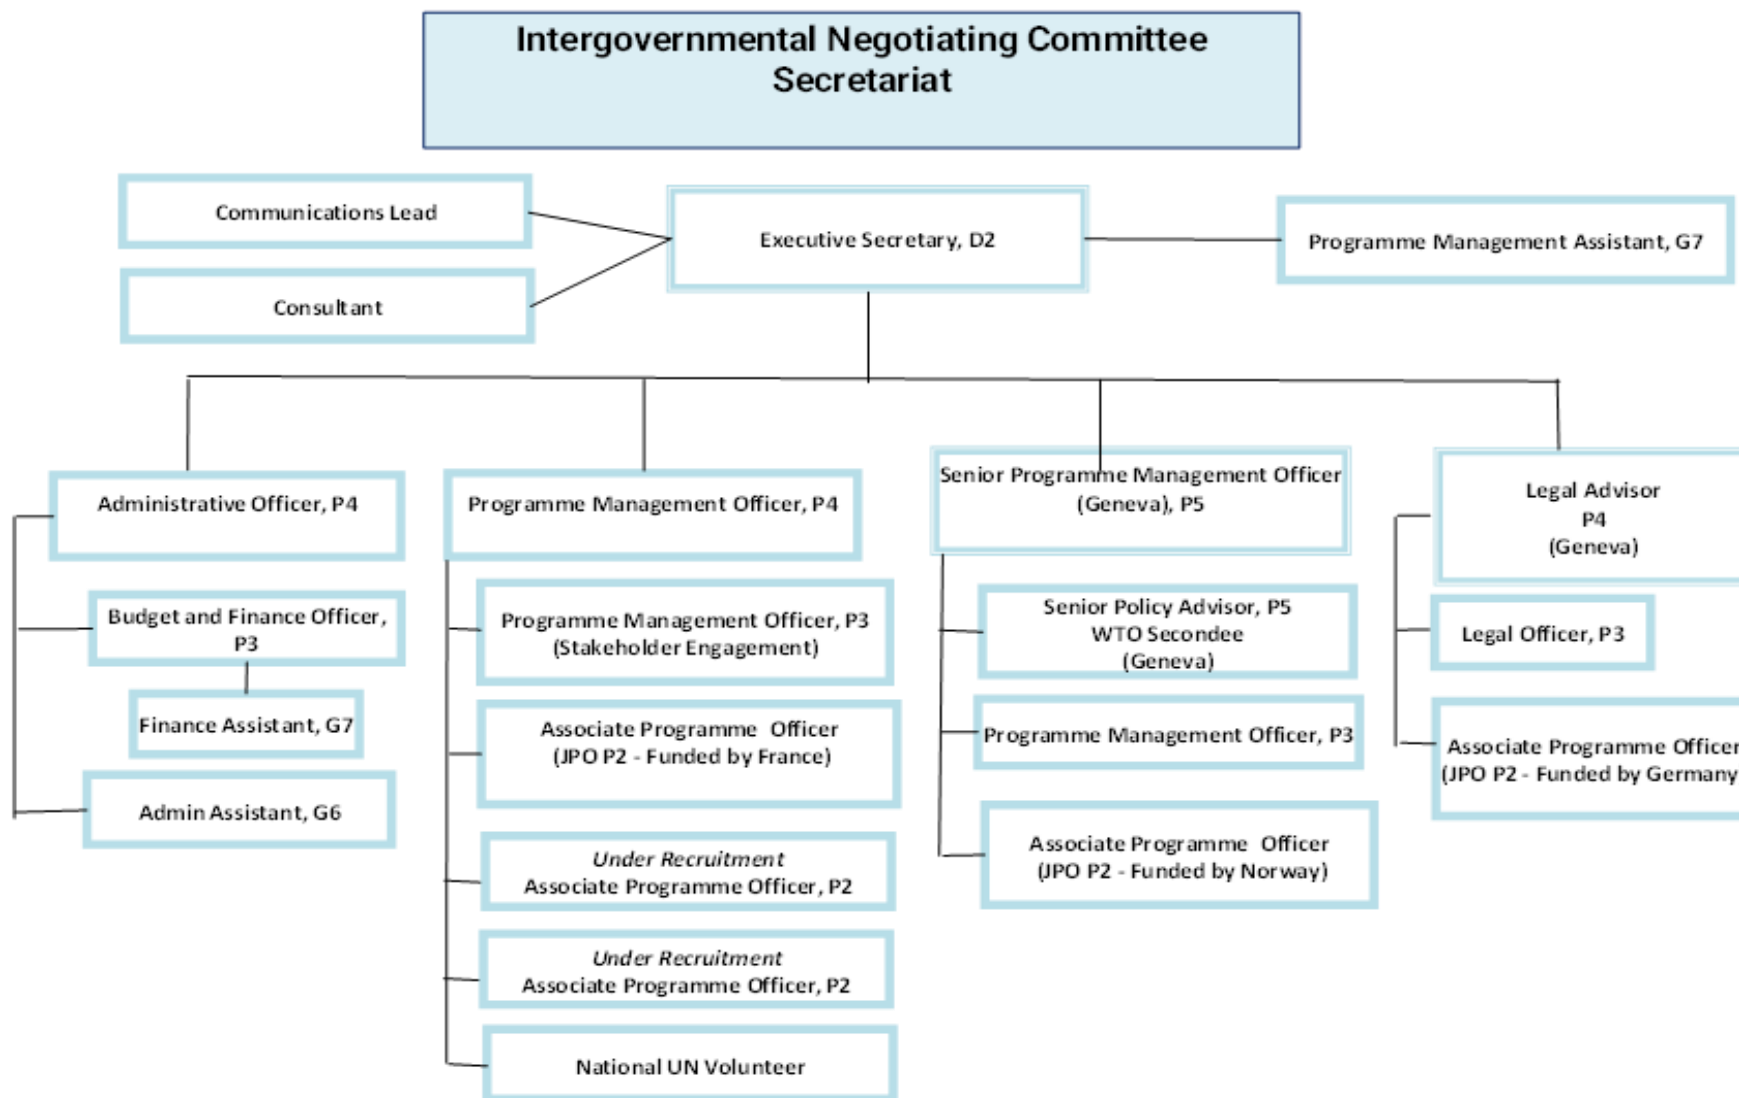 Intergovernmental Negotiating Committee
Secretariat
Communications Lead
Consultant
Executive Secretary, D2
Programme Management Assistant, G7
Administrative Officer, P4
Budget and Finance Officer,
P3
Finance Assistant, G7
Admin Assistant, G6
Programme Management Officer, P4
Programme Management Officer, P3
(Stakeholder Engagement)
Associate Programme Officer
(JPO P2 - Funded by France)
Under Recruitment
Associate Programme Officer, P2
Under Recruitment
Associate Programme Officer, P2
National UN Volunteer
Senior Programme Management Officer
(Geneva), P5
Senior Policy Advisor, P5
WTO Secondee
(Geneva)
Programme Management Officer, P3
Associate Programme Officer
(JPO P2 - Funded by Norway)
Legal Advisor
P4
(Geneva)
Legal Officer, P3
Associate Programme Officer
(JPO P2 - Funded by Germany